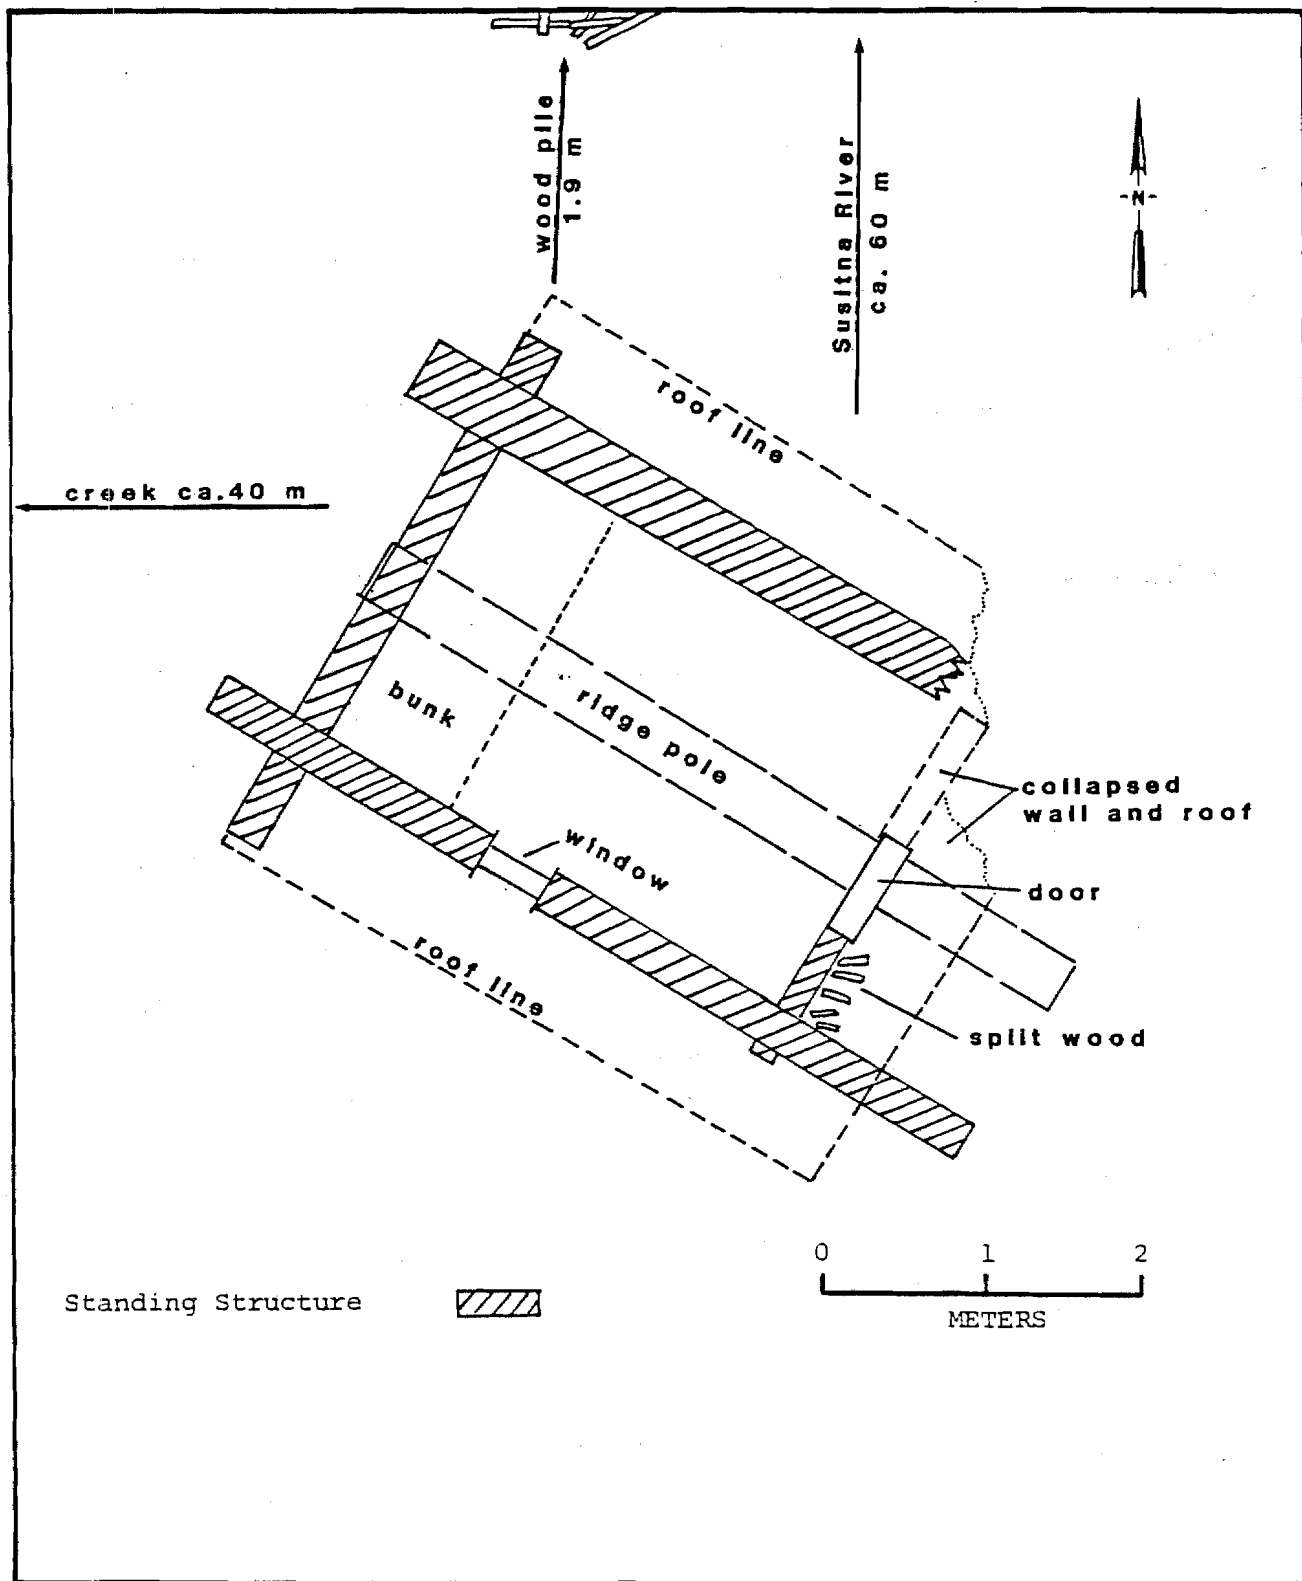 wood pile
1.9 m
Susitna River
ca. 60 m
-N-
roof line
creek ca.40 m
bunk
ridge pole
collapsed
wall and roof
window
door
roof line
split wood
0 1 2
METERS
Standing Structure